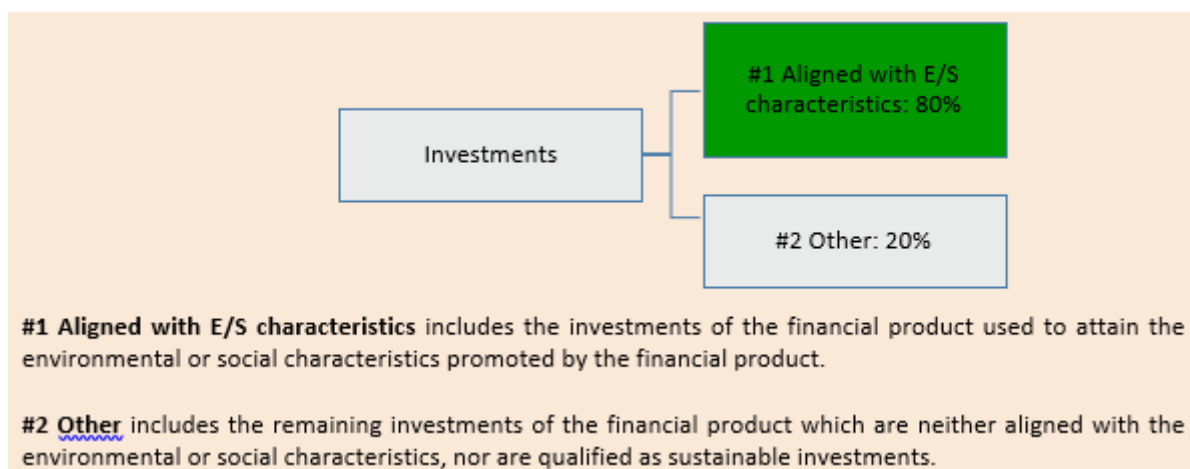 #1 Aligned with E/S
characteristics: 80%
Investments
#2 Other: 20%
#1 Aligned with E/S characteristics includes the investments of the financial product used to attain the
environmental or social characteristics promoted by the financial product.
#2 Other includes the remaining investments of the financial product which are neither aligned with the
environmental or social characteristics, nor are qualified as sustainable investments.